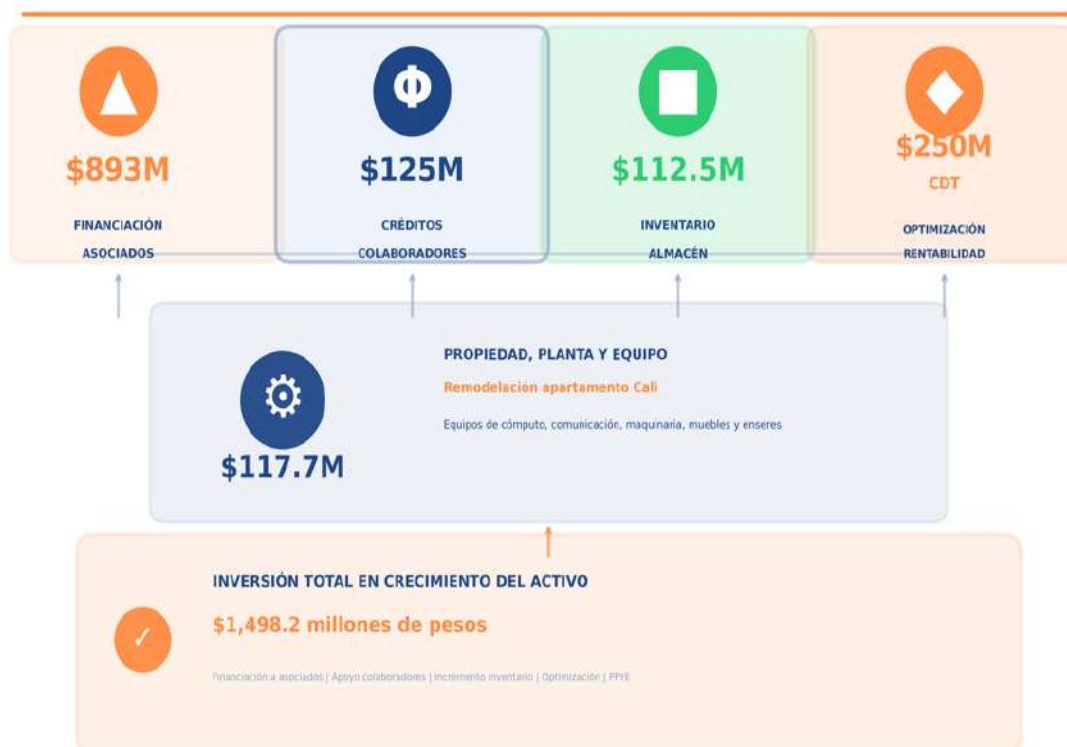 $893M
FINANCIACIÓN
ASOCIADOS
Φ
$125M
CRÉDITOS
COLABORADORES
$112.5M
INVENTARIO
ALMACÉN
$250M
CDT
OPTIMIZACIÓN
RENTABILIDAD
$117.7M
PROPIEDAD, PLANTA Y EQUIPO
Remodelación apartamento Cali
Equipos de cómputo, comunicación, maquinaria, muebles y enseres
INVERSIÓN TOTAL EN CRECIMIENTO DEL ACTIVO
$1,498.2 millones de pesos
Financiación a asociados | Apoyo colaboradores | Incremento inventario | Optimización | PPYE